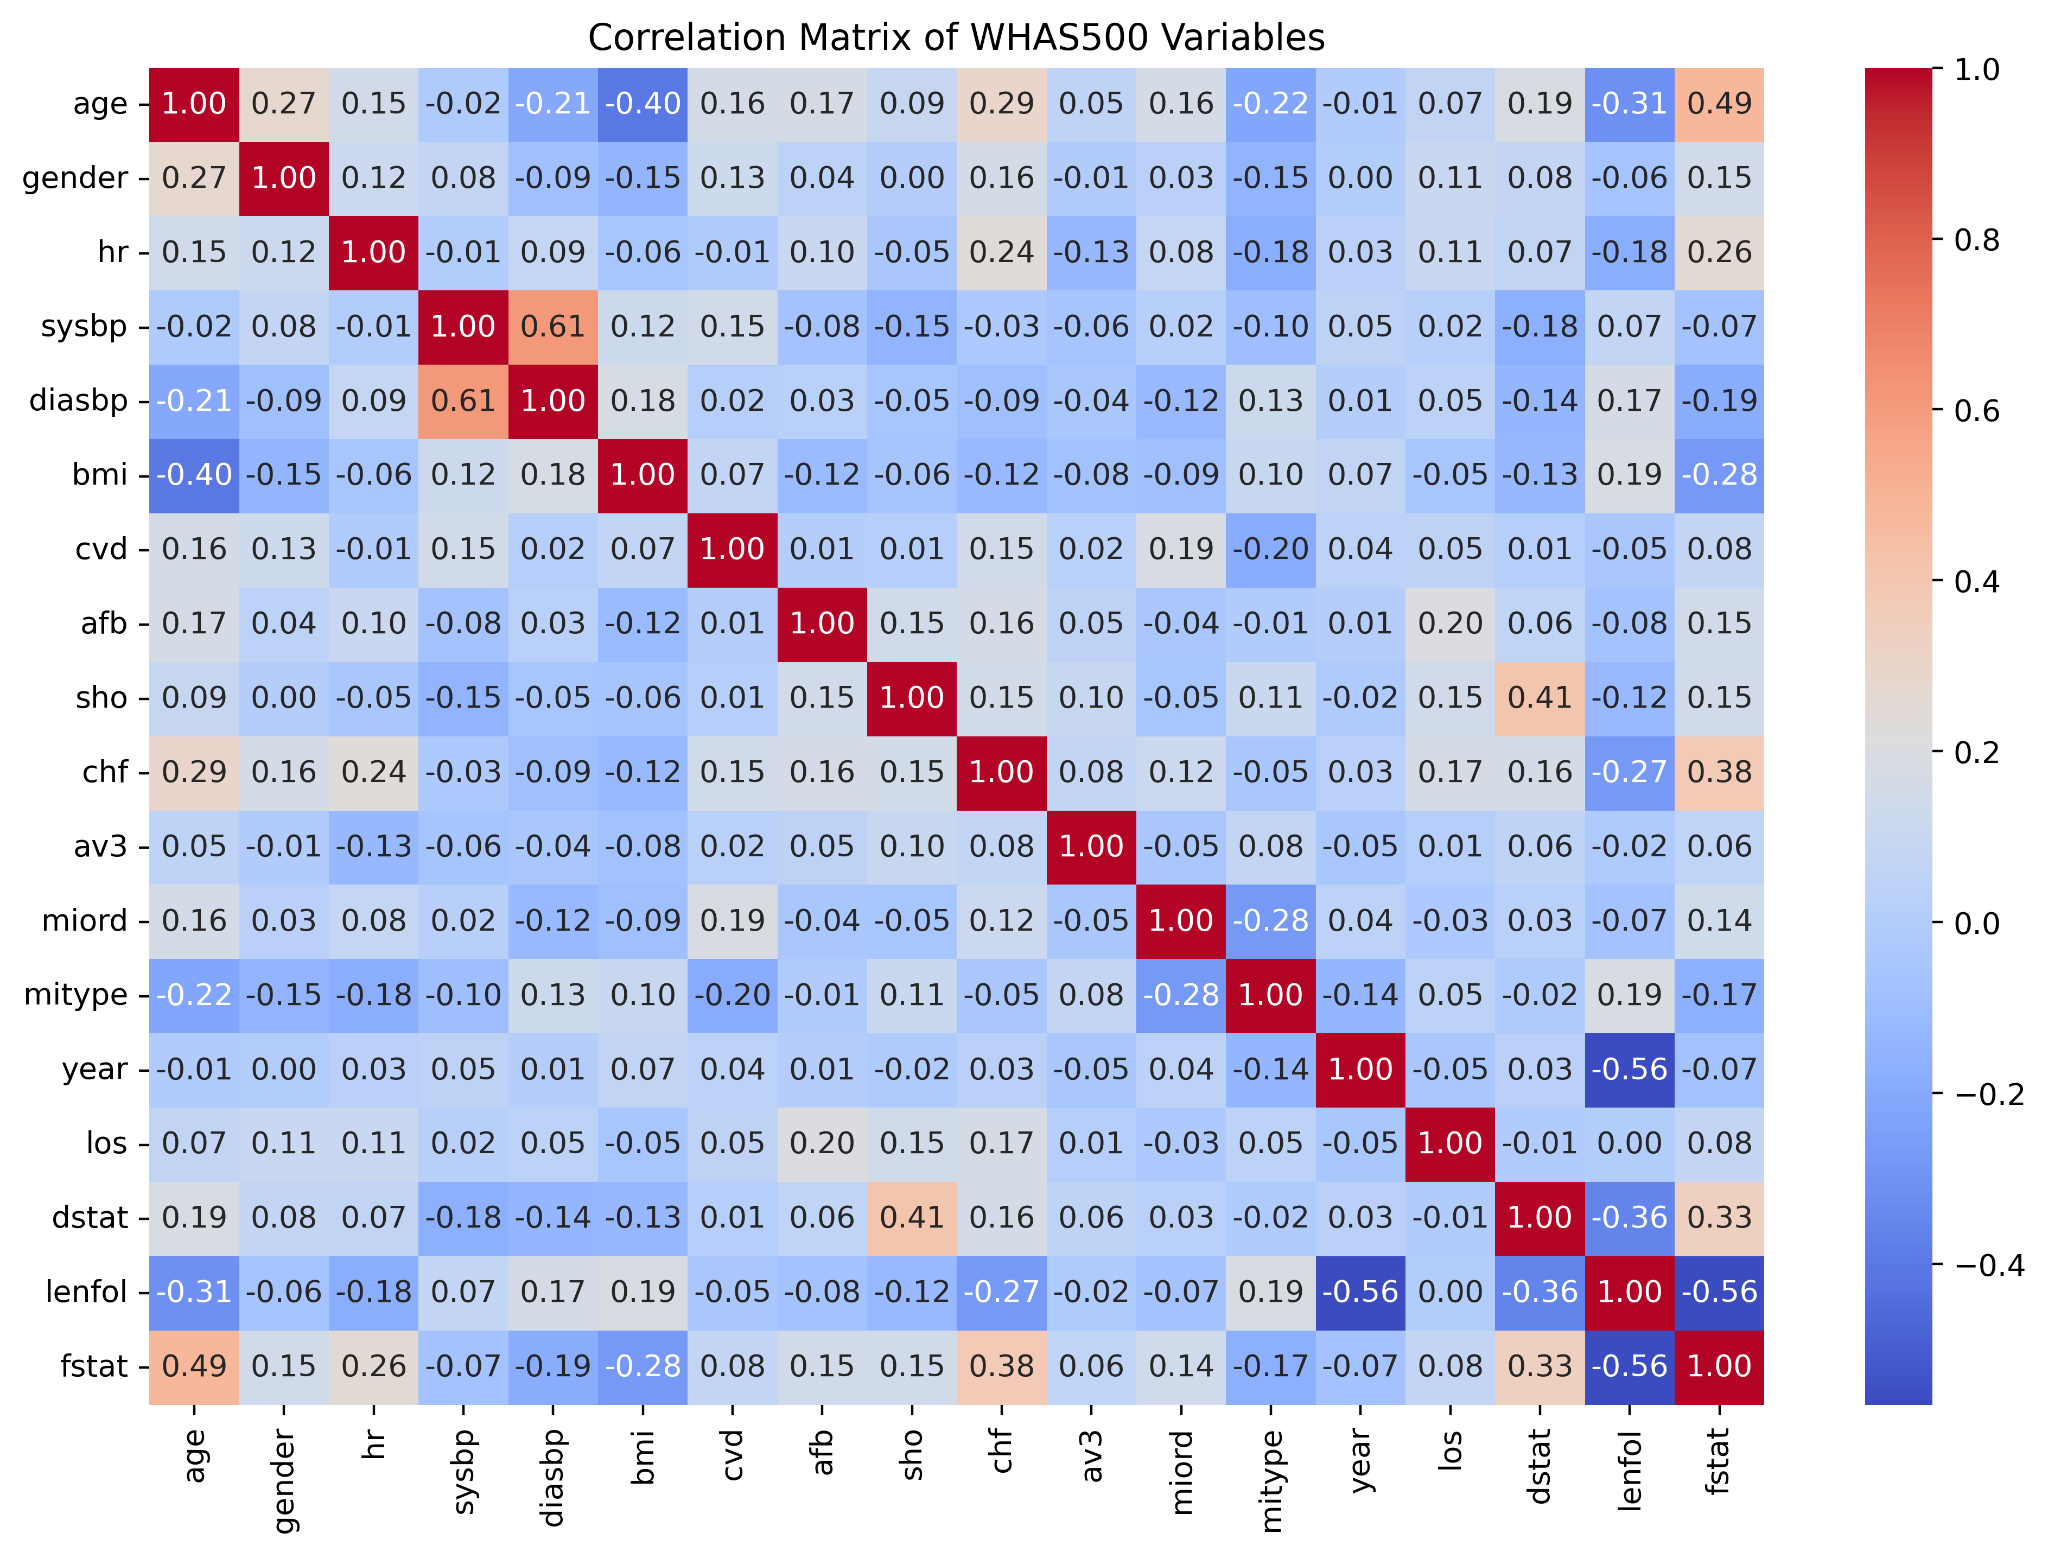 Correlation Matrix of WHAS500 Variables
age 1.00 0.27 0.15 -0.02 -0.21 -0.40 0.16 0.17 0.09 0.29 0.05 0.16 -0.22 -0.01 0.07 0.19 -0.31 0.49
gender 0.27 1.00 0.12 0.08 -0.09 -0.15 0.13 0.04 0.00 0.16 -0.01 0.03 -0.15 0.00 0.11 0.08 -0.06 0.15
hr 0.15 0.12 1.00 -0.01 0.09 -0.06 -0.01 0.10 -0.05 0.24 -0.13 0.08 -0.18 0.03 0.11 0.07 -0.18 0.26
sysbp -0.02 0.08 -0.01 1.00 0.61 0.12 0.15 -0.08 -0.15 -0.03 -0.06 0.02 -0.10 0.05 0.02 -0.18 0.07 -0.07
diasbp -0.21 -0.09 0.09 0.61 1.00 0.18 0.02 0.03 -0.05 -0.09 -0.04 -0.12 0.13 0.01 0.05 -0.14 0.17 -0.19
bmi -0.40 -0.15 -0.06 0.12 0.18 1.00 0.07 -0.12 -0.06 -0.12 -0.08 -0.09 0.10 0.07 -0.05 -0.13 0.19 -0.28
cvd 0.16 0.13 -0.01 0.15 0.02 0.07 1.00 0.01 0.01 0.15 0.02 0.19 -0.20 0.04 0.05 0.01 -0.05 0.08
afb 0.17 0.04 0.10 -0.08 0.03 -0.12 0.01 1.00 0.15 0.16 0.05 -0.04 -0.01 0.01 0.20 0.06 -0.08 0.15
sho 0.09 0.00 -0.05 -0.15 -0.05 -0.06 0.01 0.15 1.00 0.15 0.10 -0.05 0.11 -0.02 0.15 0.41 -0.12 0.15
chf 0.29 0.16 0.24 -0.03 -0.09 -0.12 0.15 0.16 0.15 1.00 0.08 0.12 -0.05 0.03 0.17 0.16 -0.27 0.38
av3 0.05 -0.01 -0.13 -0.06 -0.04 -0.08 0.02 0.05 0.10 0.08 1.00 -0.05 0.08 -0.05 0.01 0.06 -0.02 0.06
miord 0.16 0.03 0.08 0.02 -0.12 -0.09 0.19 -0.04 -0.05 0.12 -0.05 1.00 -0.28 0.04 -0.03 0.03 -0.07 0.14
mitype -0.22 -0.15 -0.18 -0.10 0.13 0.10 -0.20 -0.01 0.11 -0.05 0.08 -0.28 1.00 -0.14 0.05 -0.02 0.19 -0.17
year -0.01 0.00 0.03 0.05 0.01 0.07 0.04 0.01 -0.02 0.03 -0.05 0.04 -0.14 1.00 -0.05 0.03 -0.56 -0.07
los 0.07 0.11 0.11 0.02 0.05 -0.05 0.05 0.20 0.15 0.17 0.01 -0.03 0.05 -0.05 1.00 -0.01 0.00 0.08
dstat 0.19 0.08 0.07 -0.18 -0.14 -0.13 0.01 0.06 0.41 0.16 0.06 0.03 -0.02 0.03 -0.01 1.00 -0.36 0.33
lenfol -0.31 -0.06 -0.18 0.07 0.17 0.19 -0.05 -0.08 -0.12 -0.27 -0.02 -0.07 0.19 -0.56 0.00 -0.36 1.00 -0.56
fstat 0.49 0.15 0.26 -0.07 -0.19 -0.28 0.08 0.15 0.15 0.38 0.06 0.14 -0.17 -0.07 0.08 0.33 -0.56 1.00
age gender hr sysbp diasbp bmi cvd afb sho chf av3 miord mitype year los dstat lenfol fstat
1.0
0.8
0.6
0.4
0.2
0.0
−0.2
−0.4